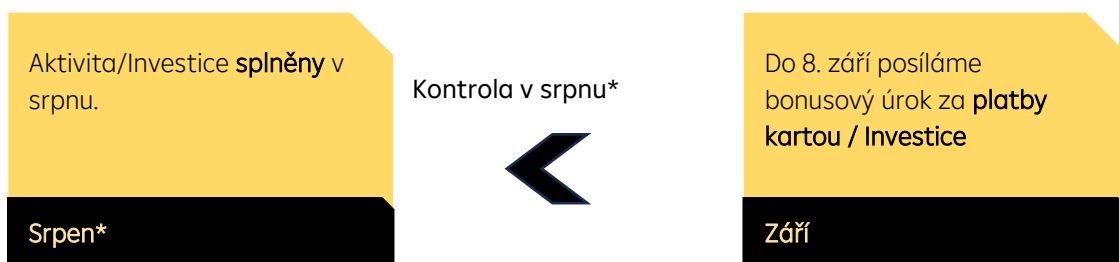 Aktivita/Investice splněny v
srpnu.
Srpen*
Kontrola v srpnu*
Do 8. září posíláme
bonusový úrok za platby
kartou / Investice
Září